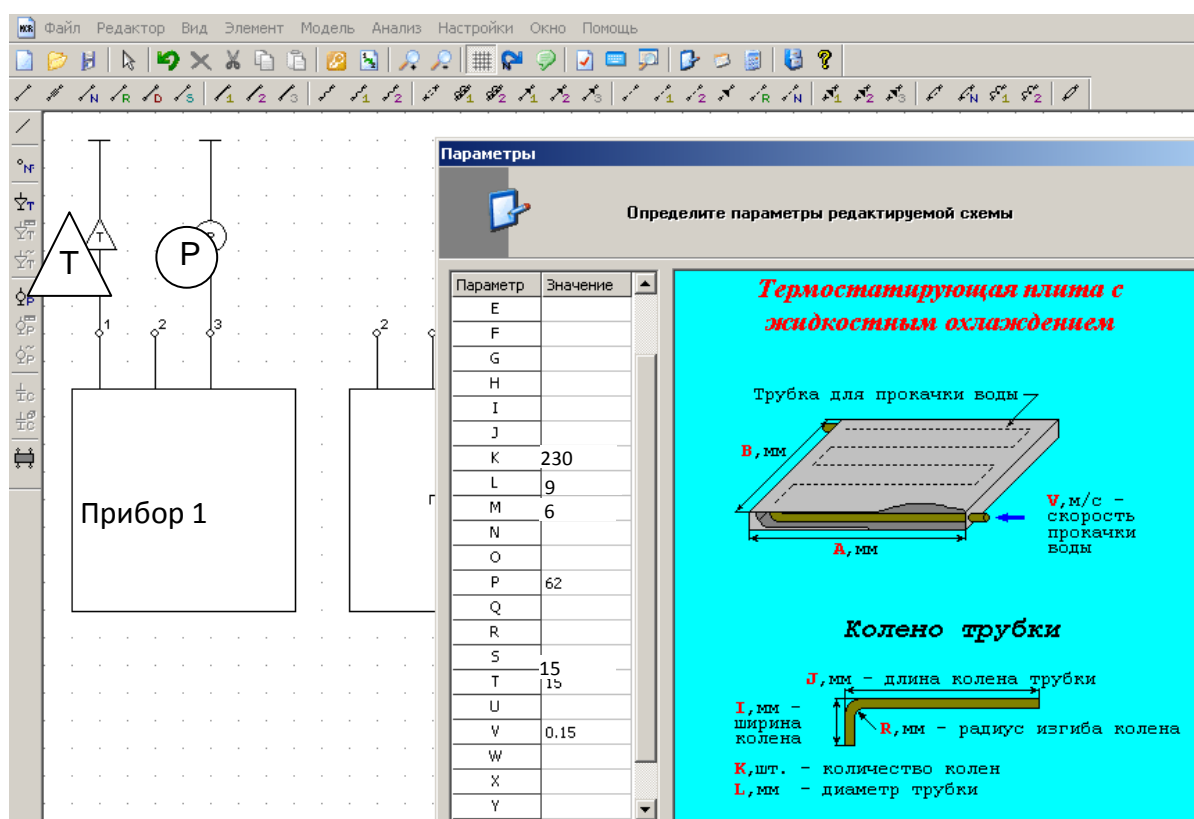 Файл Редактор Вид Элемент Модель Анализ Настройки Окно Помощь
Параметры
Определите параметры редактируемой схемы
T
P
1 2 3 2
Прибор 1
Параметр Значение
E
F
G
H
I
J
K 230
L 9
M 6
N
O
P 62
Q
R
S
15
T 15
U
V 0.15
W
X
Y
Термостатирующая плита с
жидкостным охлаждением
Трубка для прокачки воды
B,мм
A,мм
V,м/с –
скорость
прокачки
воды
Колено трубки
J,мм – длина колена трубки
I,мм –
ширина
колена
R,мм – радиус изгиба колена
K,шт. – количество колен
L,мм – диаметр трубки